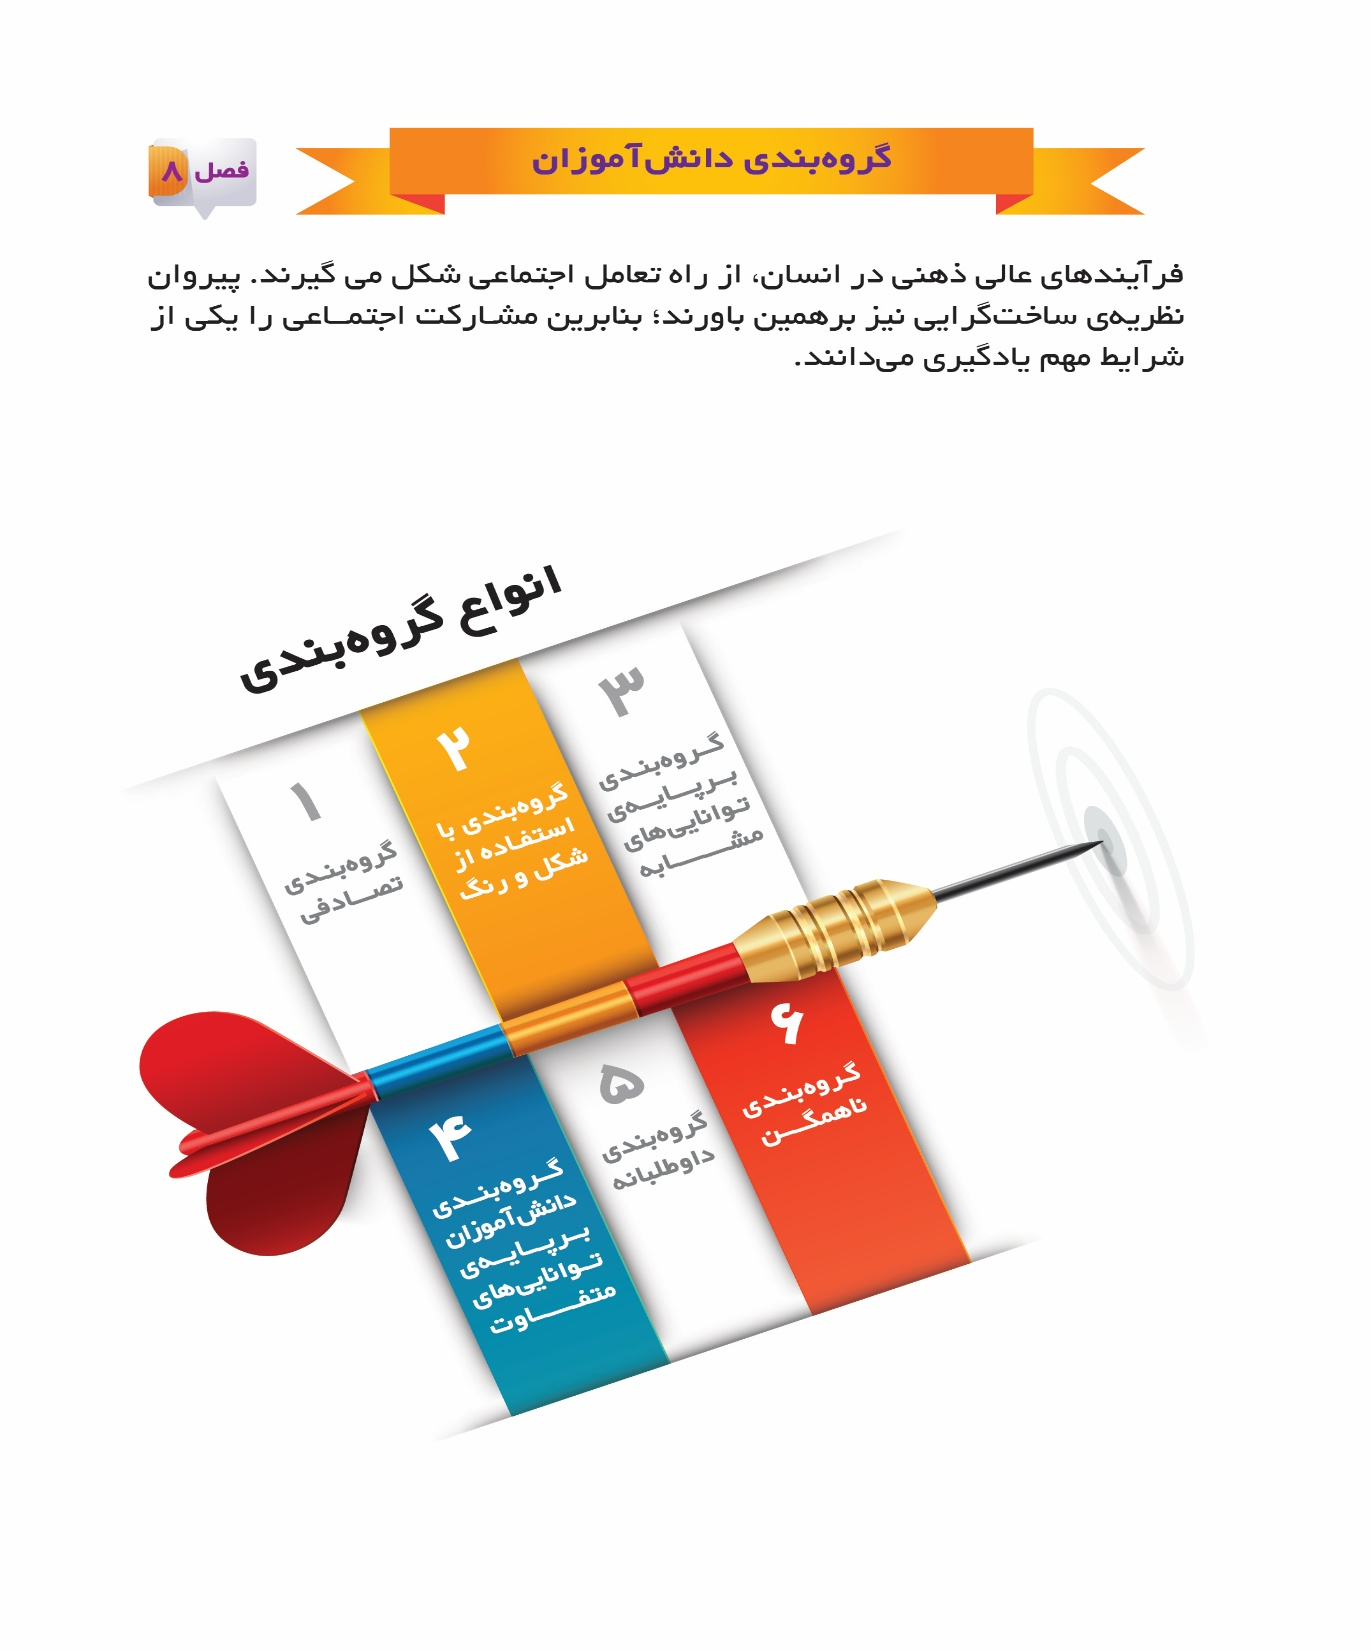 گروه‌بندی دانش‌آموزان
فصل ۸
فرآیندهای عالی ذهنی در انسان، از راه تعامل اجتماعی شکل می گیرند. پیروان
نظریه‌ی ساخت‌گرایی نیز برهمین باورند؛ بنابرین مشارکت اجتماعی را یکی از
شرایط مهم یادگیری می‌دانند.
انواع گروه‌بندی
۱
گروه‌بندی
تصادفی
۲
گروه‌بندی با
استفاده از
شکل و رنگ
۳
گروه‌بندی
برپایه‌ی
توانایی‌های
مشابه
۴
گروه‌بندی
دانش‌آموزان
برپایه‌ی
توانایی‌های
متفاوت
۵
گروه‌بندی
داوطلبانه
۶
گروه‌بندی
ناهمگن